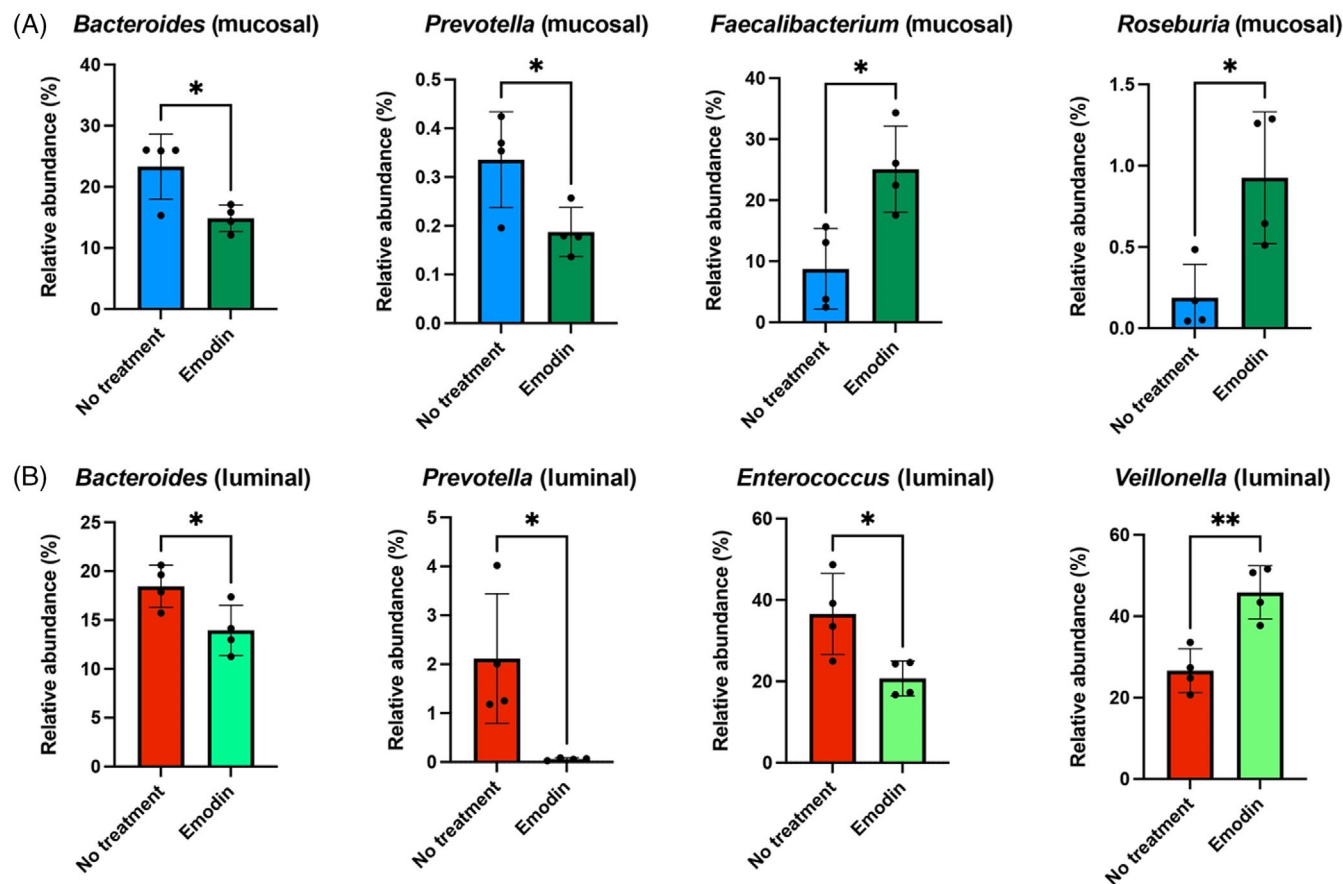 (A)
Bacteroides (mucosal)
Relative abundance (%)
40
30
20
10
0
*
No treatment
Emodin
Prevotella (mucosal)
Relative abundance (%)
0.5
0.4
0.3
0.2
0.1
0.0
*
No treatment
Emodin
Faecalibacterium (mucosal)
Relative abundance (%)
40
30
20
10
0
*
No treatment
Emodin
Roseburia (mucosal)
Relative abundance (%)
1.5
1.0
0.5
0.0
*
No treatment
Emodin
(B)
Bacteroides (luminal)
Relative abundance (%)
25
20
15
10
5
0
*
No treatment
Emodin
Prevotella (luminal)
Relative abundance (%)
5
4
3
2
1
0
*
No treatment
Emodin
Enterococcus (luminal)
Relative abundance (%)
60
40
20
0
*
No treatment
Emodin
Veillonella (luminal)
Relative abundance (%)
60
40
20
0
**
No treatment
Emodin